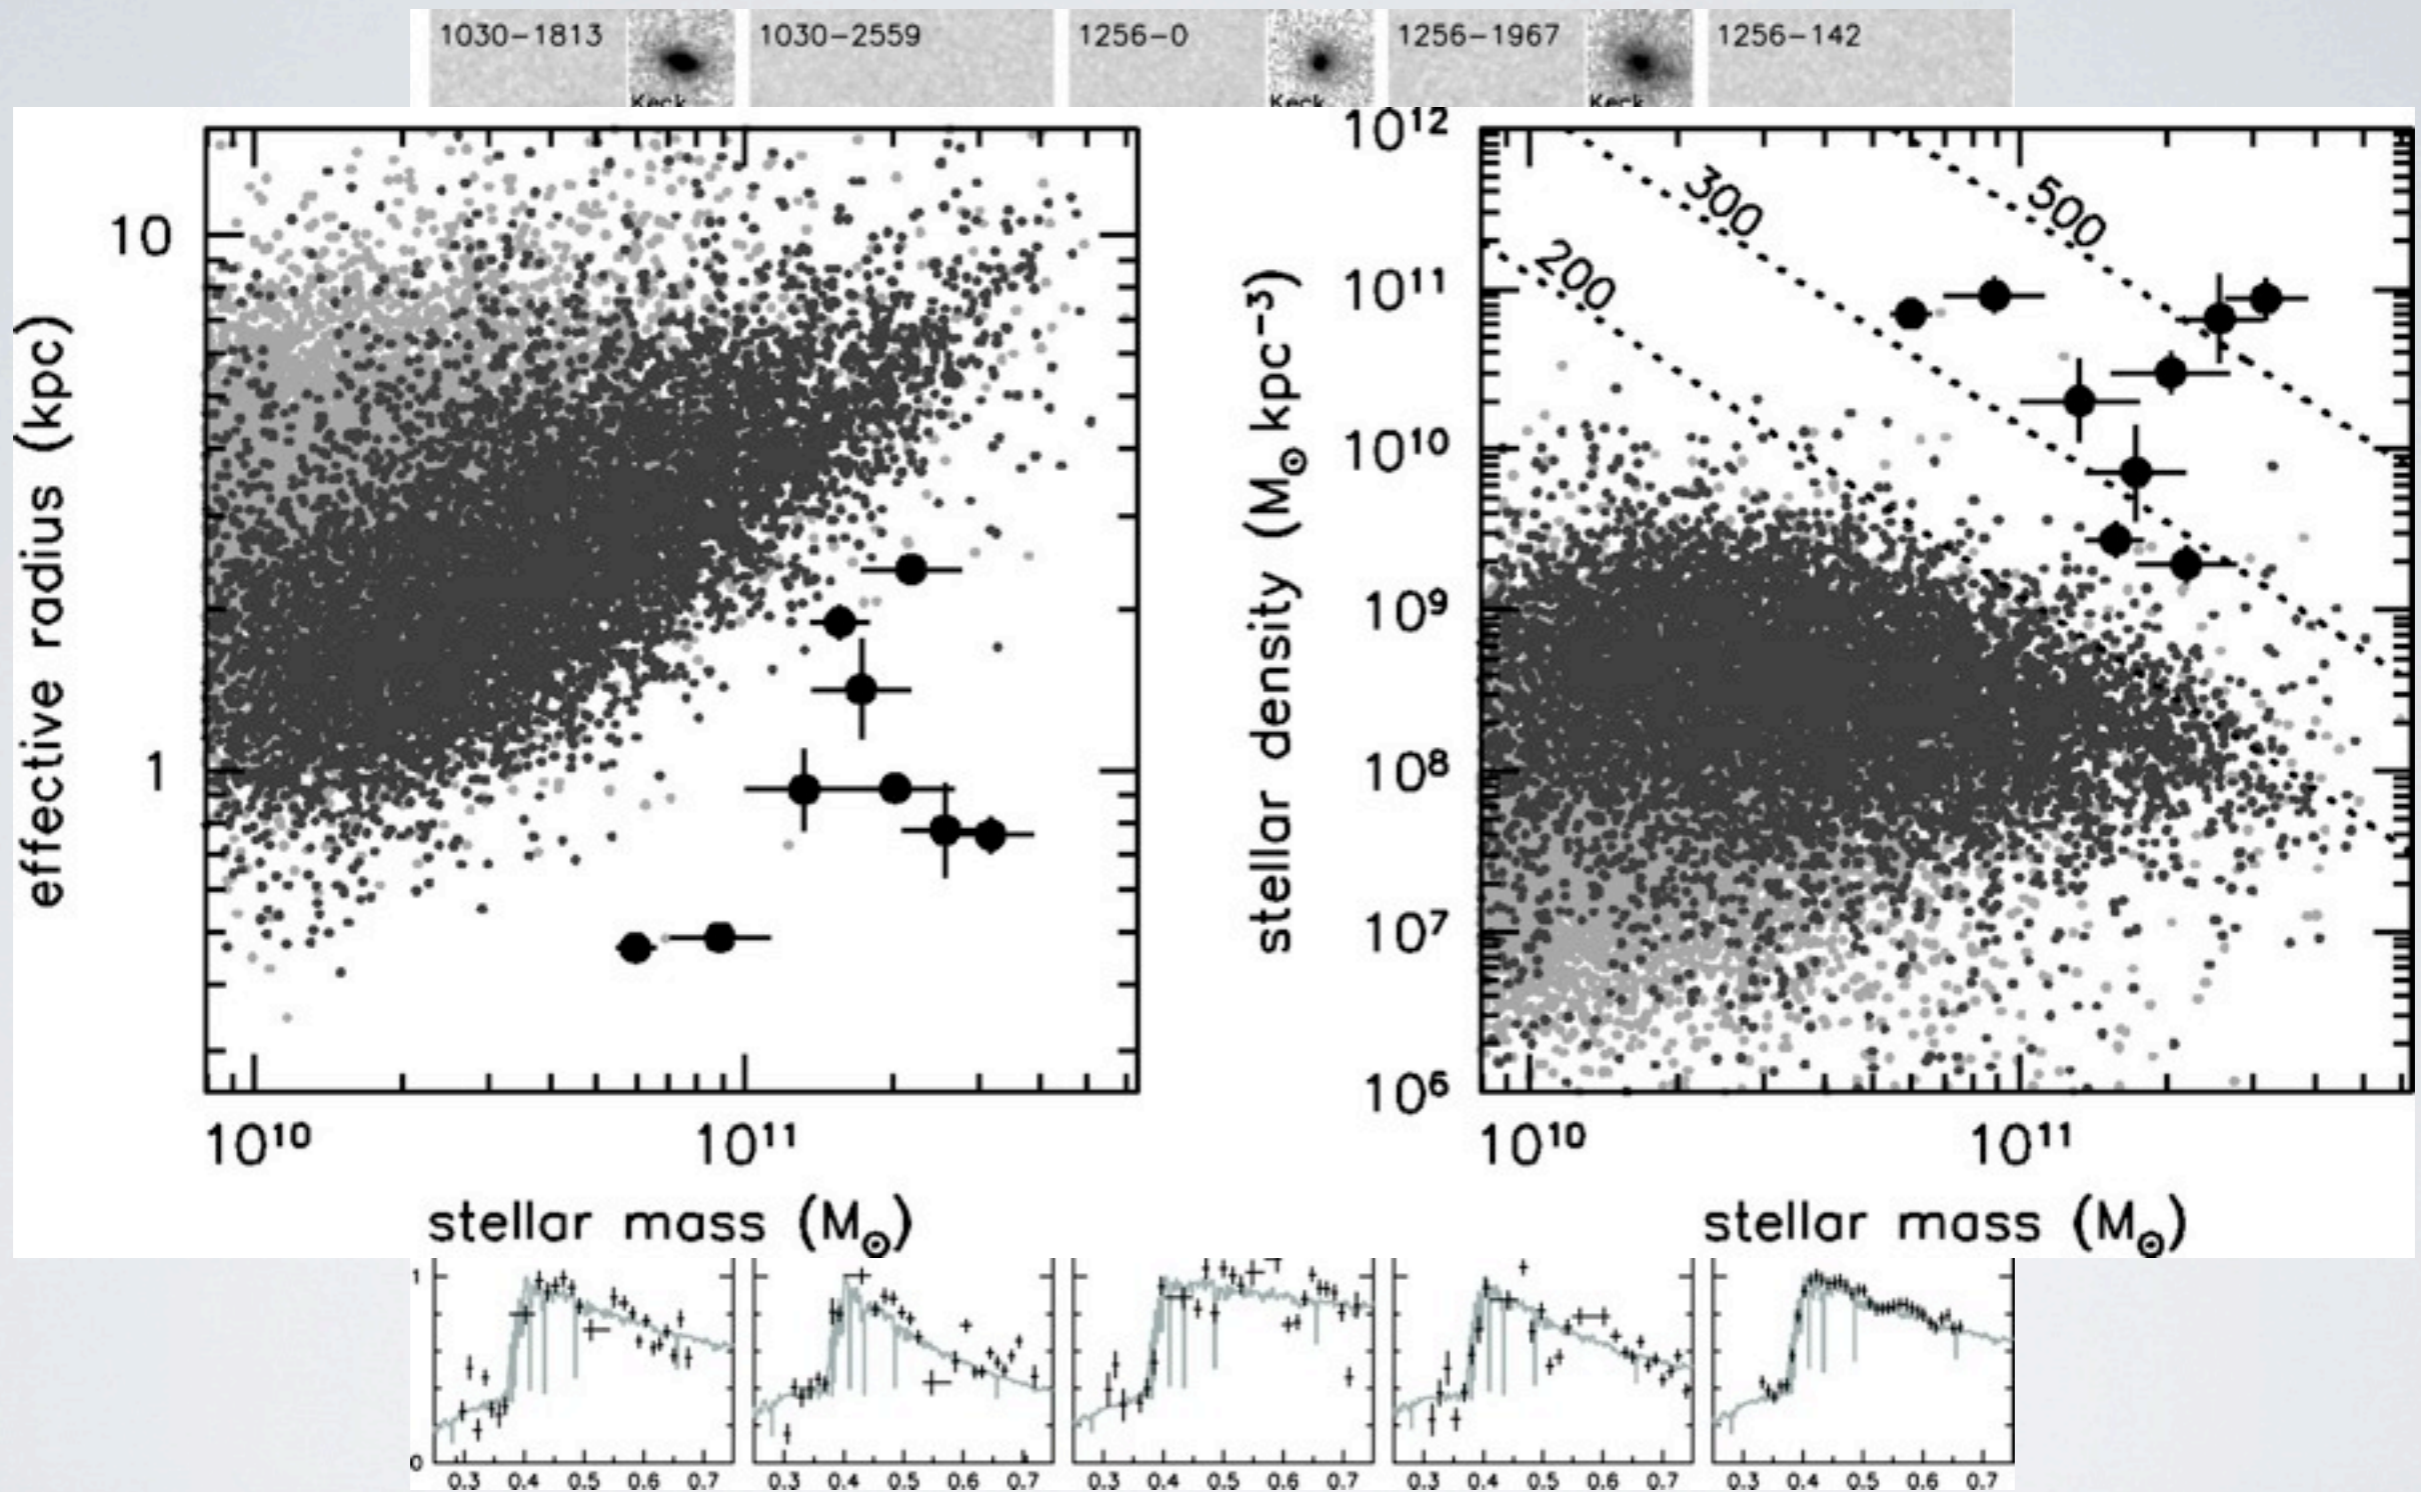 1030−1813
1030−2559
1256−0
1256−1967
1256−142
Keck
Keck
Keck
effective radius (kpc)
10
1
10¹⁰
10¹¹
stellar mass (M☉)
stellar density (M☉ kpc⁻³)
10¹²
10¹¹
10¹⁰
10⁹
10⁸
10⁷
10⁶
200
300
500
10¹⁰
10¹¹
stellar mass (M☉)
1
0
0.3 0.4 0.5 0.6 0.7
0.3 0.4 0.5 0.6 0.7
0.3 0.4 0.5 0.6 0.7
0.3 0.4 0.5 0.6 0.7
0.3 0.4 0.5 0.6 0.7